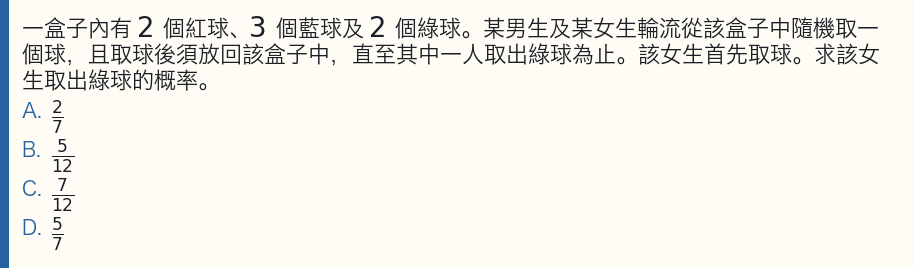 一盒子內有 2 個紅球、3 個藍球及 2 個綠球。某男生及某女生輪流從該盒子中隨機取一
個球，且取球後須放回該盒子中，直至其中一人取出綠球為止。該女生首先取球。求該女
生取出綠球的概率。
A. 2/7
B. 5/12
C. 7/12
D. 5/7